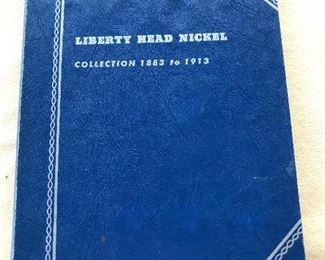 LIBERTY HEAD NICKEL
COLLECTION 1883 to 1913